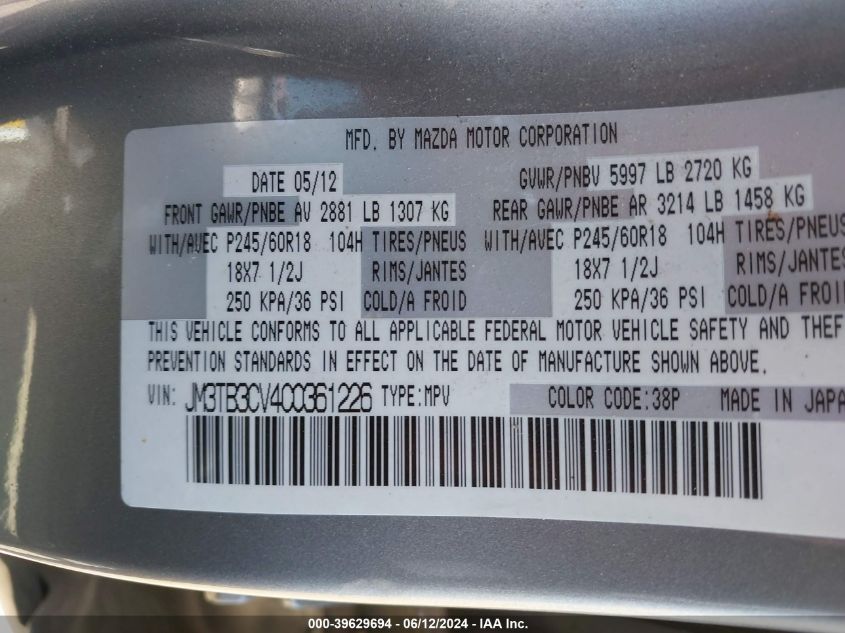 MFD. BY MAZDA MOTOR CORPORATION
DATE 05/12 GVWR/PNBV 5997 LB 2720 KG
FRONT GAWR/PNBE AV 2881 LB 1307 KG REAR GAWR/PNBE AR 3214 LB 1458 KG
WITH/AVEC P245/60R18 104H TIRES/PNEUS WITH/AVEC P245/60R18 104H TIRES/PNEUS
18X7 1/2J RIMS/JANTES 18X7 1/2J RIMS/JANTES
250 KPA/36 PSI COLD/A FROID 250 KPA/36 PSI COLD/A FROID
THIS VEHICLE CONFORMS TO ALL APPLICABLE FEDERAL MOTOR VEHICLE SAFETY AND THEF
PREVENTION STANDARDS IN EFFECT ON THE DATE OF MANUFACTURE SHOWN ABOVE.
VIN: JM3TB3CV4C0361226 TYPE:MPV COLOR CODE:38P MADE IN JAPA
000-39629694 - 06/12/2024 - IAA Inc.